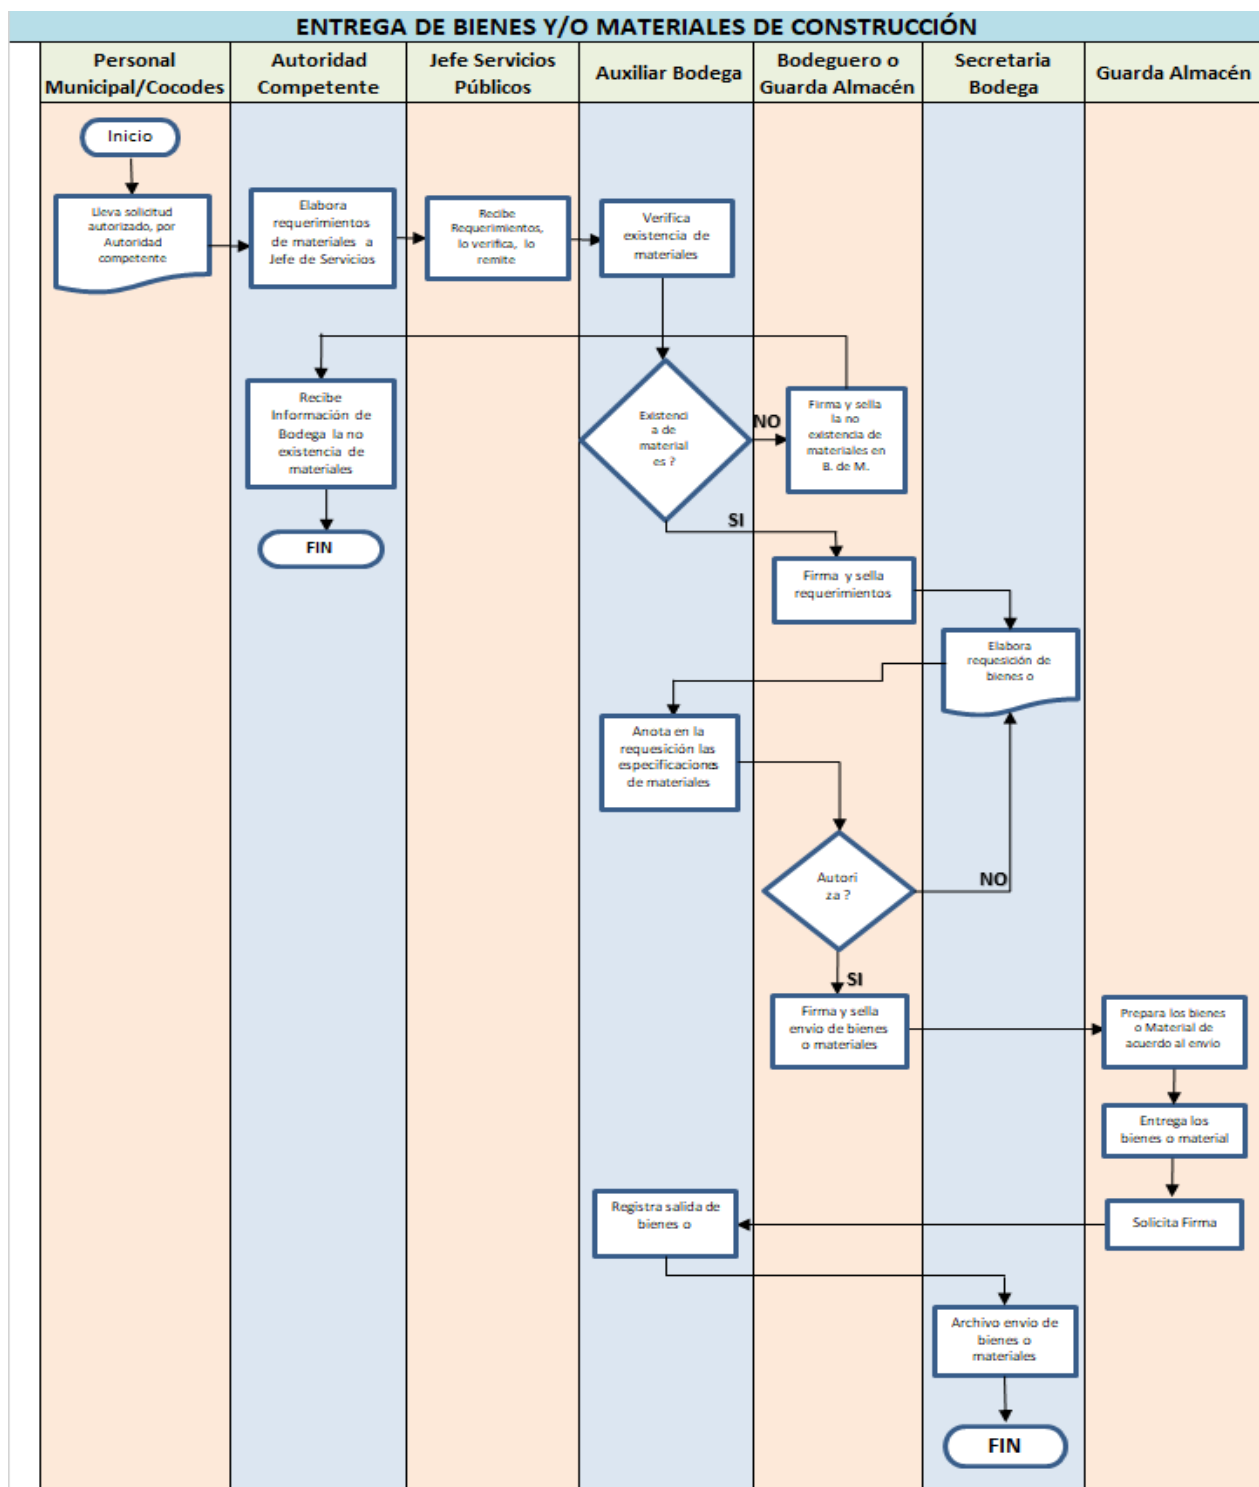 ENTREGA DE BIENES Y/O MATERIALES DE CONSTRUCCIÓN
Personal
Municipal/Cocodes
Autoridad
Competente
Jefe Servicios
Públicos
Auxiliar Bodega
Bodeguero o
Guarda Almacén
Secretaria
Bodega
Guarda Almacén
Inicio
Lleva solicitud
autorizado, por
Autoridad
competente
Elabora
requerimientos
de materiales a
Jefe de Servicios
Recibe
Requerimientos,
lo verifica, lo
remite
Verifica
existencia de
materiales
Recibe
Información de
Bodega la no
existencia de
materiales
FIN
Existenci
a de
material
es ?
NO
Firma y sella
la no
existencia de
materiales en
B. de M.
SI
Firma y sella
requerimientos
Elabora
requesición de
bienes o
Anota en la
requesición las
especificaciones
de materiales
Autori
za ?
NO
SI
Firma y sella
envio de bienes
o materiales
Prepara los bienes
o Material de
acuerdo al envio
Entrega los
bienes o material
Solicita Firma
Registra salida de
bienes o
Archivo envio de
bienes o
materiales
FIN